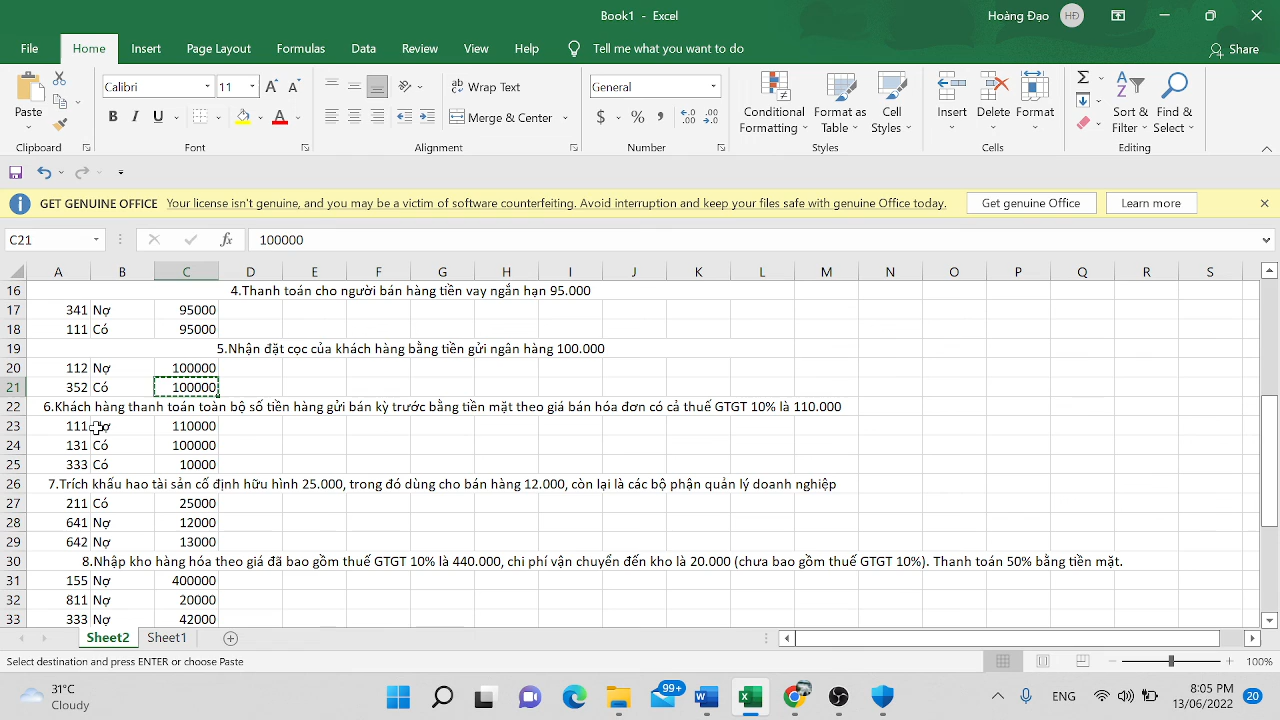 Book1 - Excel
Hoàng Đạo HĐ
File Home Insert Page Layout Formulas Data Review View Help Tell me what you want to do Share
Paste Calibri 11 A A Wrap Text General Conditional Formatting Format as Table Cell Styles Insert Delete Format Sort & Filter Find & Select
B I U A Merge & Center $ %
Clipboard Font Alignment Number Styles Cells Editing
GET GENUINE OFFICE Your license isn't genuine, and you may be a victim of software counterfeiting. Avoid interruption and keep your files safe with genuine Office today. Get genuine Office Learn more
C21 fx 100000
A B C D E F G H I J K L M N O P Q R S
16 4.Thanh toán cho người bán hàng tiền vay ngắn hạn 95.000
17 341 Nợ 95000
18 111 Có 95000
19 5.Nhận đặt cọc của khách hàng bằng tiền gửi ngân hàng 100.000
20 112 Nợ 100000
21 352 Có 100000
22 6.Khách hàng thanh toán toàn bộ số tiền hàng gửi bán kỳ trước bằng tiền mặt theo giá bán hóa đơn có cả thuế GTGT 10% là 110.000
23 111 Nợ 110000
24 131 Có 100000
25 333 Có 10000
26 7.Trích khấu hao tài sản cố định hữu hình 25.000, trong đó dùng cho bán hàng 12.000, còn lại là các bộ phận quản lý doanh nghiệp
27 211 Có 25000
28 641 Nợ 12000
29 642 Nợ 13000
30 8.Nhập kho hàng hóa theo giá đã bao gồm thuế GTGT 10% là 440.000, chi phí vận chuyển đến kho là 20.000 (chưa bao gồm thuế GTGT 10%). Thanh toán 50% bằng tiền mặt.
31 155 Nợ 400000
32 811 Nợ 20000
33 333 Nợ 42000
Sheet2 Sheet1
Select destination and press ENTER or choose Paste 100%
31°C
Cloudy
99+
ENG
8:05 PM
13/06/2022
20